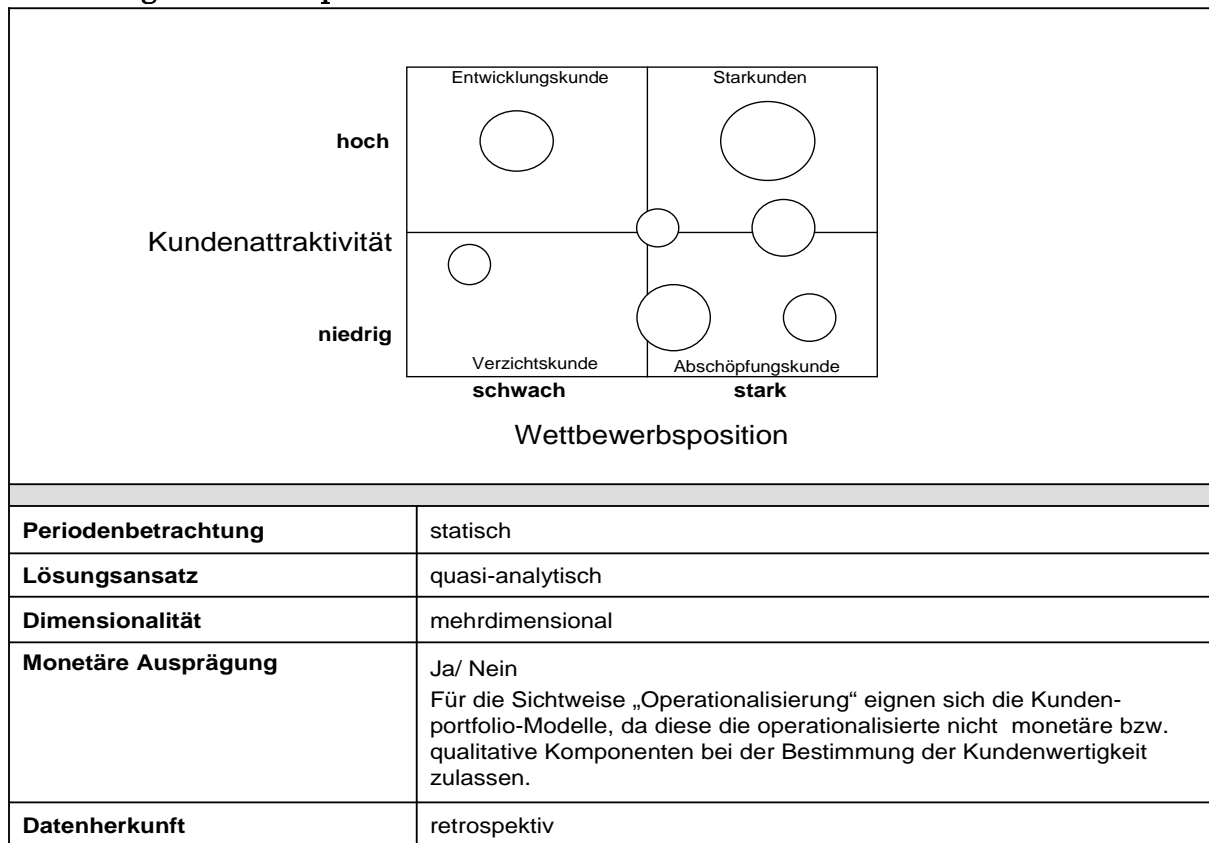 Entwicklungskunde Starkunden
hoch
Kundenattraktivität
niedrig
Verzichtskunde Abschöpfungskunde
schwach stark
Wettbewerbsposition
Periodenbetrachtung statisch
Lösungsansatz quasi-analytisch
Dimensionalität mehrdimensional
Monetäre Ausprägung Ja/ Nein
Für die Sichtweise „Operationalisierung“ eignen sich die Kunden-
portfolio-Modelle, da diese die operationalisierte nicht monetäre bzw.
qualitative Komponenten bei der Bestimmung der Kundenwertigkeit
zulassen.
Datenherkunft retrospektiv